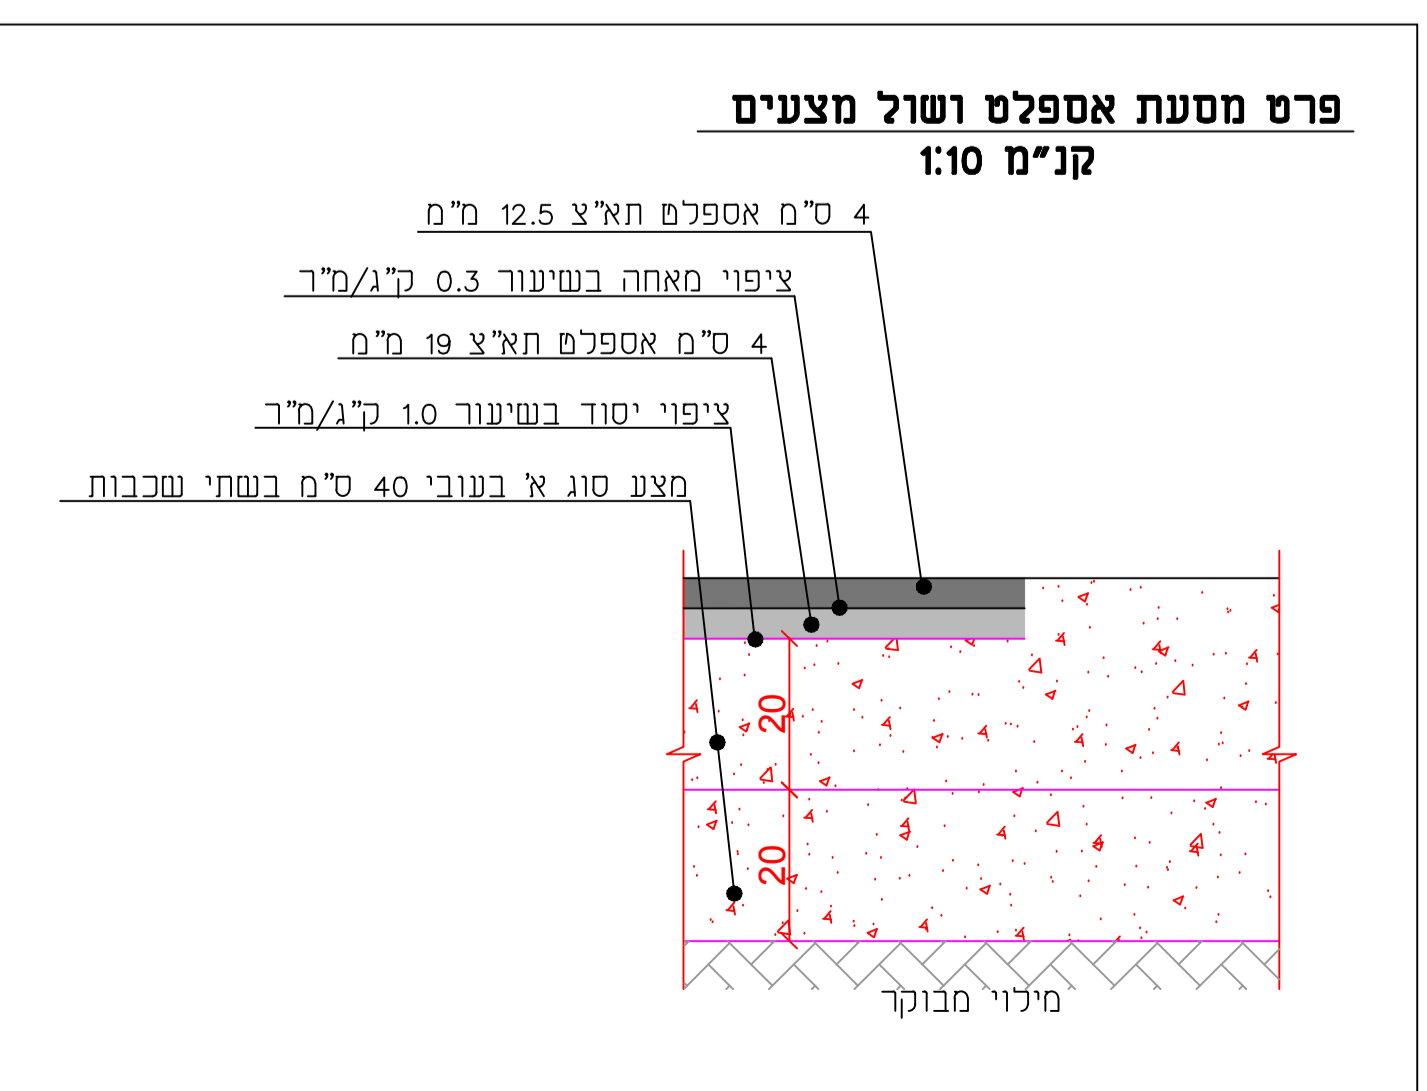 פרט מסעת אספלט ושול מצעים
קנ"מ 1:10
4 ס"מ אספלט תא"צ 12.5 מ"מ
ציפוי מאחה בשיעור 0.3 ק"ג/מ"ר
4 ס"מ אספלט תא"צ 19 מ"מ
ציפוי יסוד בשיעור 1.0 ק"ג/מ"ר
מצע סוג א' בעובי 40 ס"מ בשתי שכבות
20
20
מילוי מבוקר